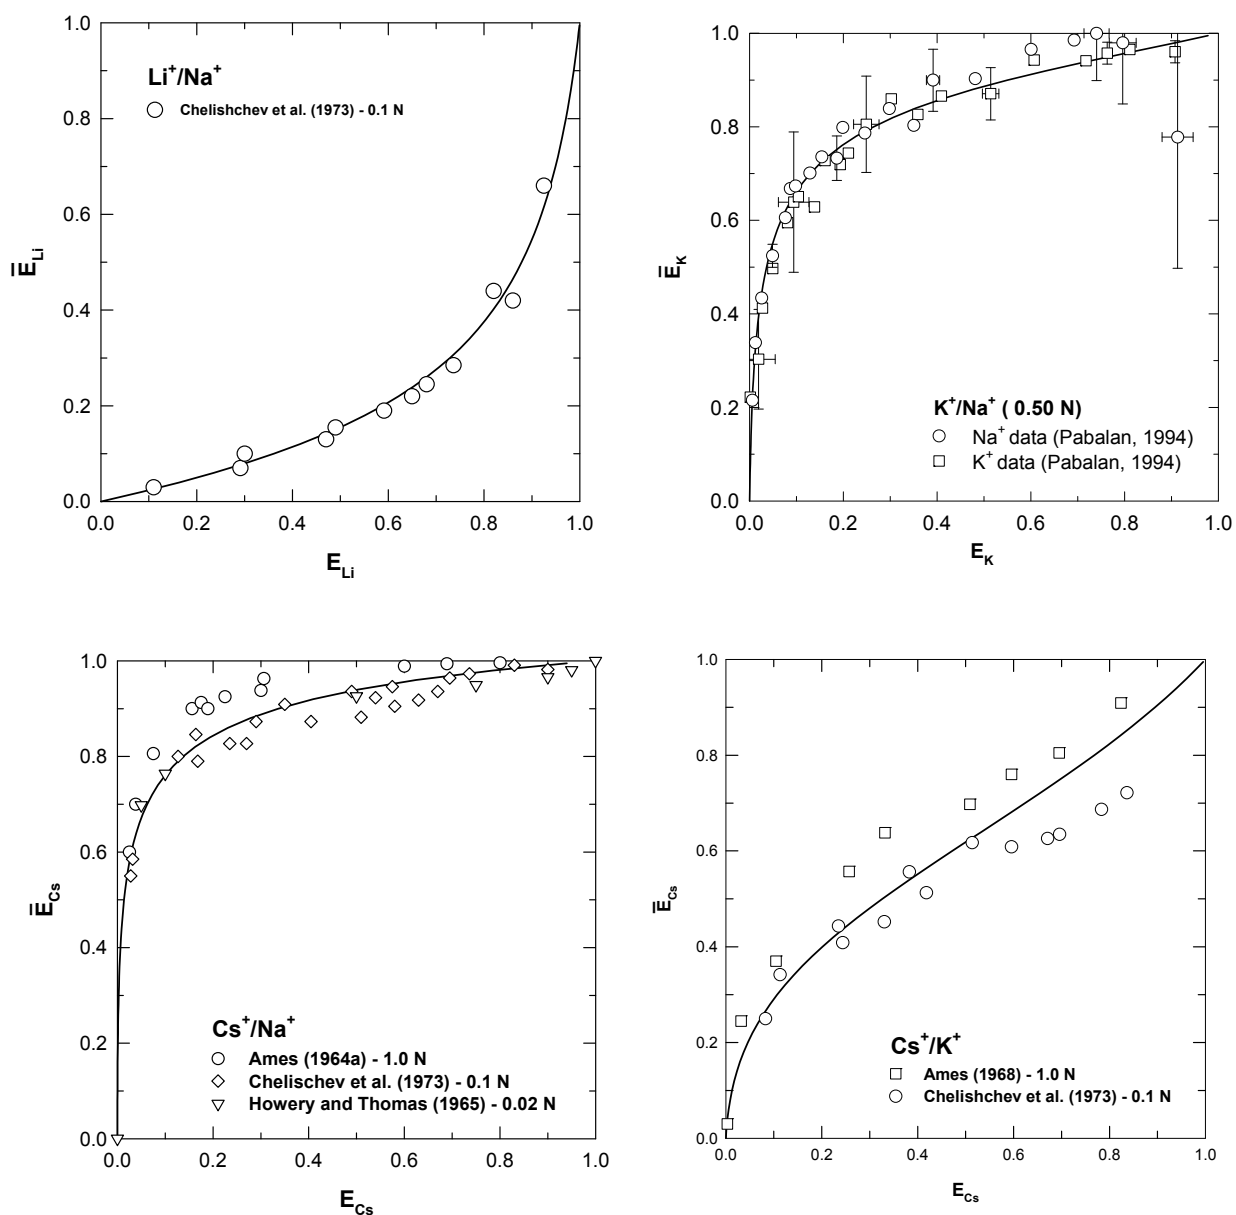 1.0
0.8
0.6
0.4
0.2
0.0
0.0 0.2 0.4 0.6 0.8 1.0
Li⁺/Na⁺
Chelishchev et al. (1973) - 0.1 N
E̅_Li
E_Li
1.0
0.8
0.6
0.4
0.2
0.0
0.0 0.2 0.4 0.6 0.8 1.0
K⁺/Na⁺ ( 0.50 N)
Na⁺ data (Pabalan, 1994)
K⁺ data (Pabalan, 1994)
E̅_K
E_K
1.0
0.8
0.6
0.4
0.2
0.0
0.0 0.2 0.4 0.6 0.8 1.0
Cs⁺/Na⁺
Ames (1964a) - 1.0 N
Chelischev et al. (1973) - 0.1 N
Howery and Thomas (1965) - 0.02 N
E̅_Cs
E_Cs
1.0
0.8
0.6
0.4
0.2
0.0
0.0 0.2 0.4 0.6 0.8 1.0
Cs⁺/K⁺
Ames (1968) - 1.0 N
Chelishchev et al. (1973) - 0.1 N
E̅_Cs
E_Cs